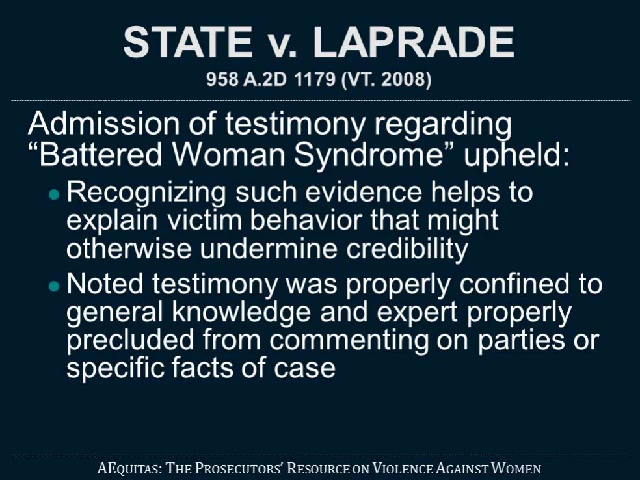 STATE v. LAPRADE
958 A.2D 1179 (VT. 2008)
Admission of testimony regarding
“Battered Woman Syndrome” upheld:
● Recognizing such evidence helps to
explain victim behavior that might
otherwise undermine credibility
● Noted testimony was properly confined to
general knowledge and expert properly
precluded from commenting on parties or
specific facts of case
AEQUITAS: THE PROSECUTORS’ RESOURCE ON VIOLENCE AGAINST WOMEN